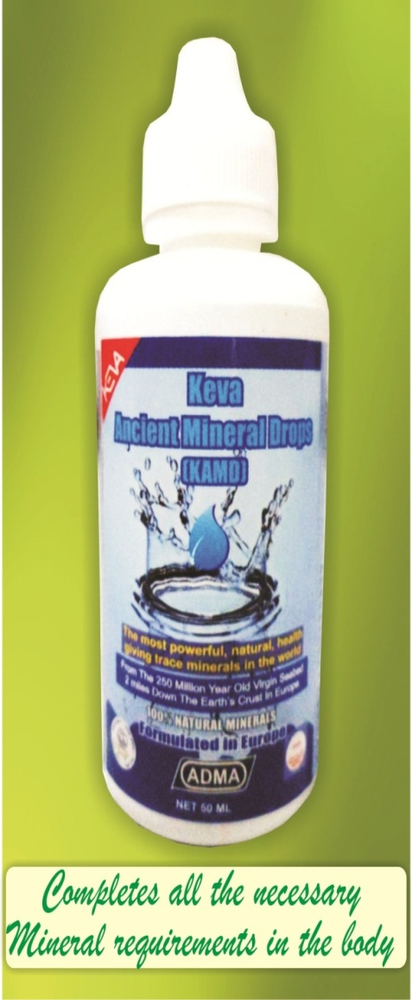 KEVA
Keva
Ancient Mineral Drops
(KAMD)
The most powerful, natural, health
giving trace minerals in the world
From The 250 Million Year Old Virgin Seabed
2 miles Down The Earth's Crust in Europe
100% NATURAL MINERALS
Formulated in Europe
ADMA
NET 50 ML
Completes all the necessary
Mineral requirements in the body